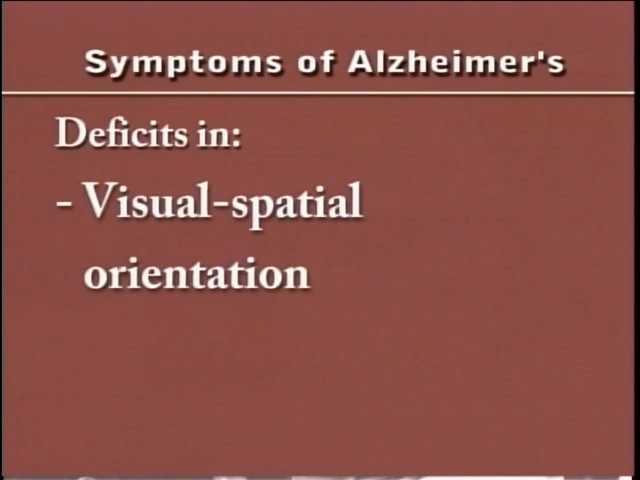 Symptoms of Alzheimer's
Deficits in:
- Visual-spatial
orientation